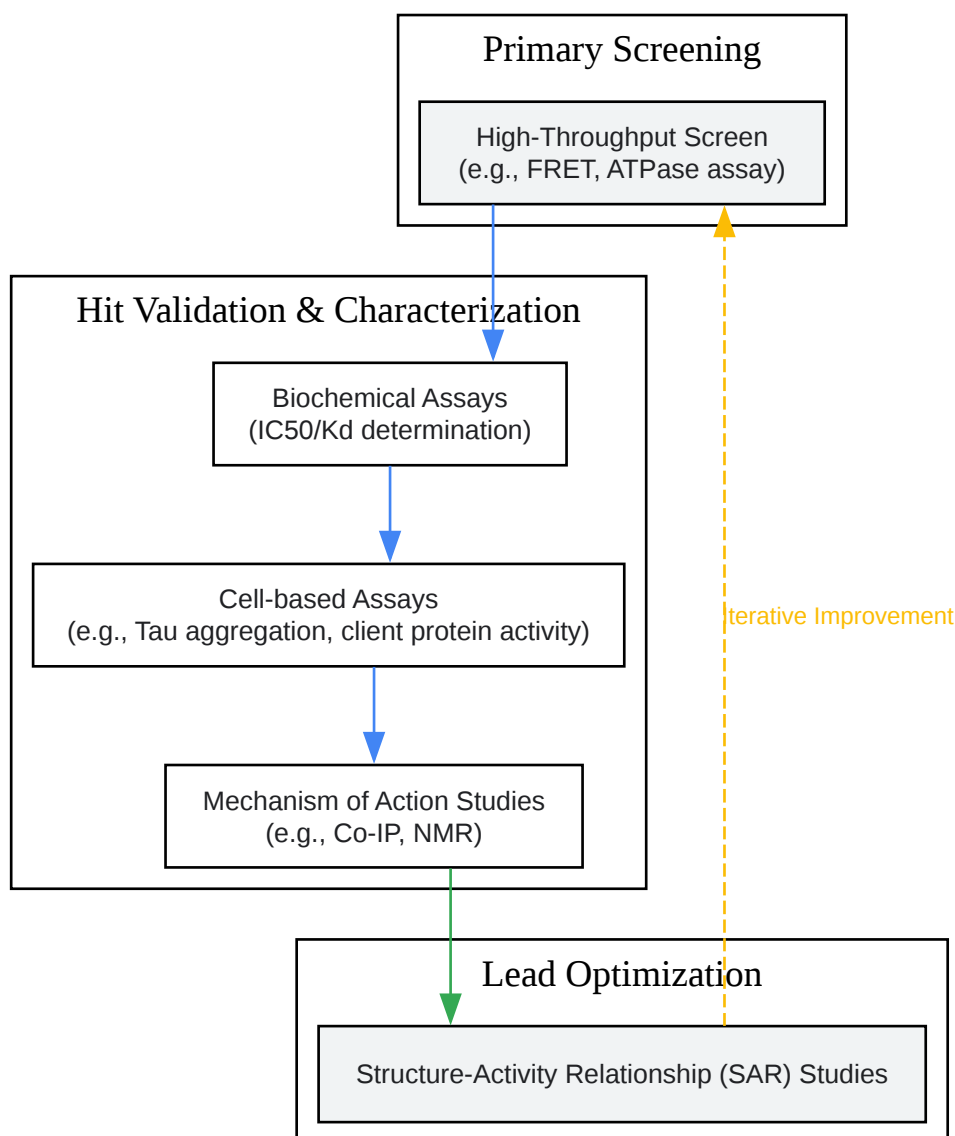 Primary Screening
High-Throughput Screen
(e.g., FRET, ATPase assay)
Hit Validation & Characterization
Biochemical Assays
(IC50/Kd determination)
Cell-based Assays
(e.g., Tau aggregation, client protein activity)
Iterative Improvement
Mechanism of Action Studies
(e.g., Co-IP, NMR)
Lead Optimization
Structure-Activity Relationship (SAR) Studies